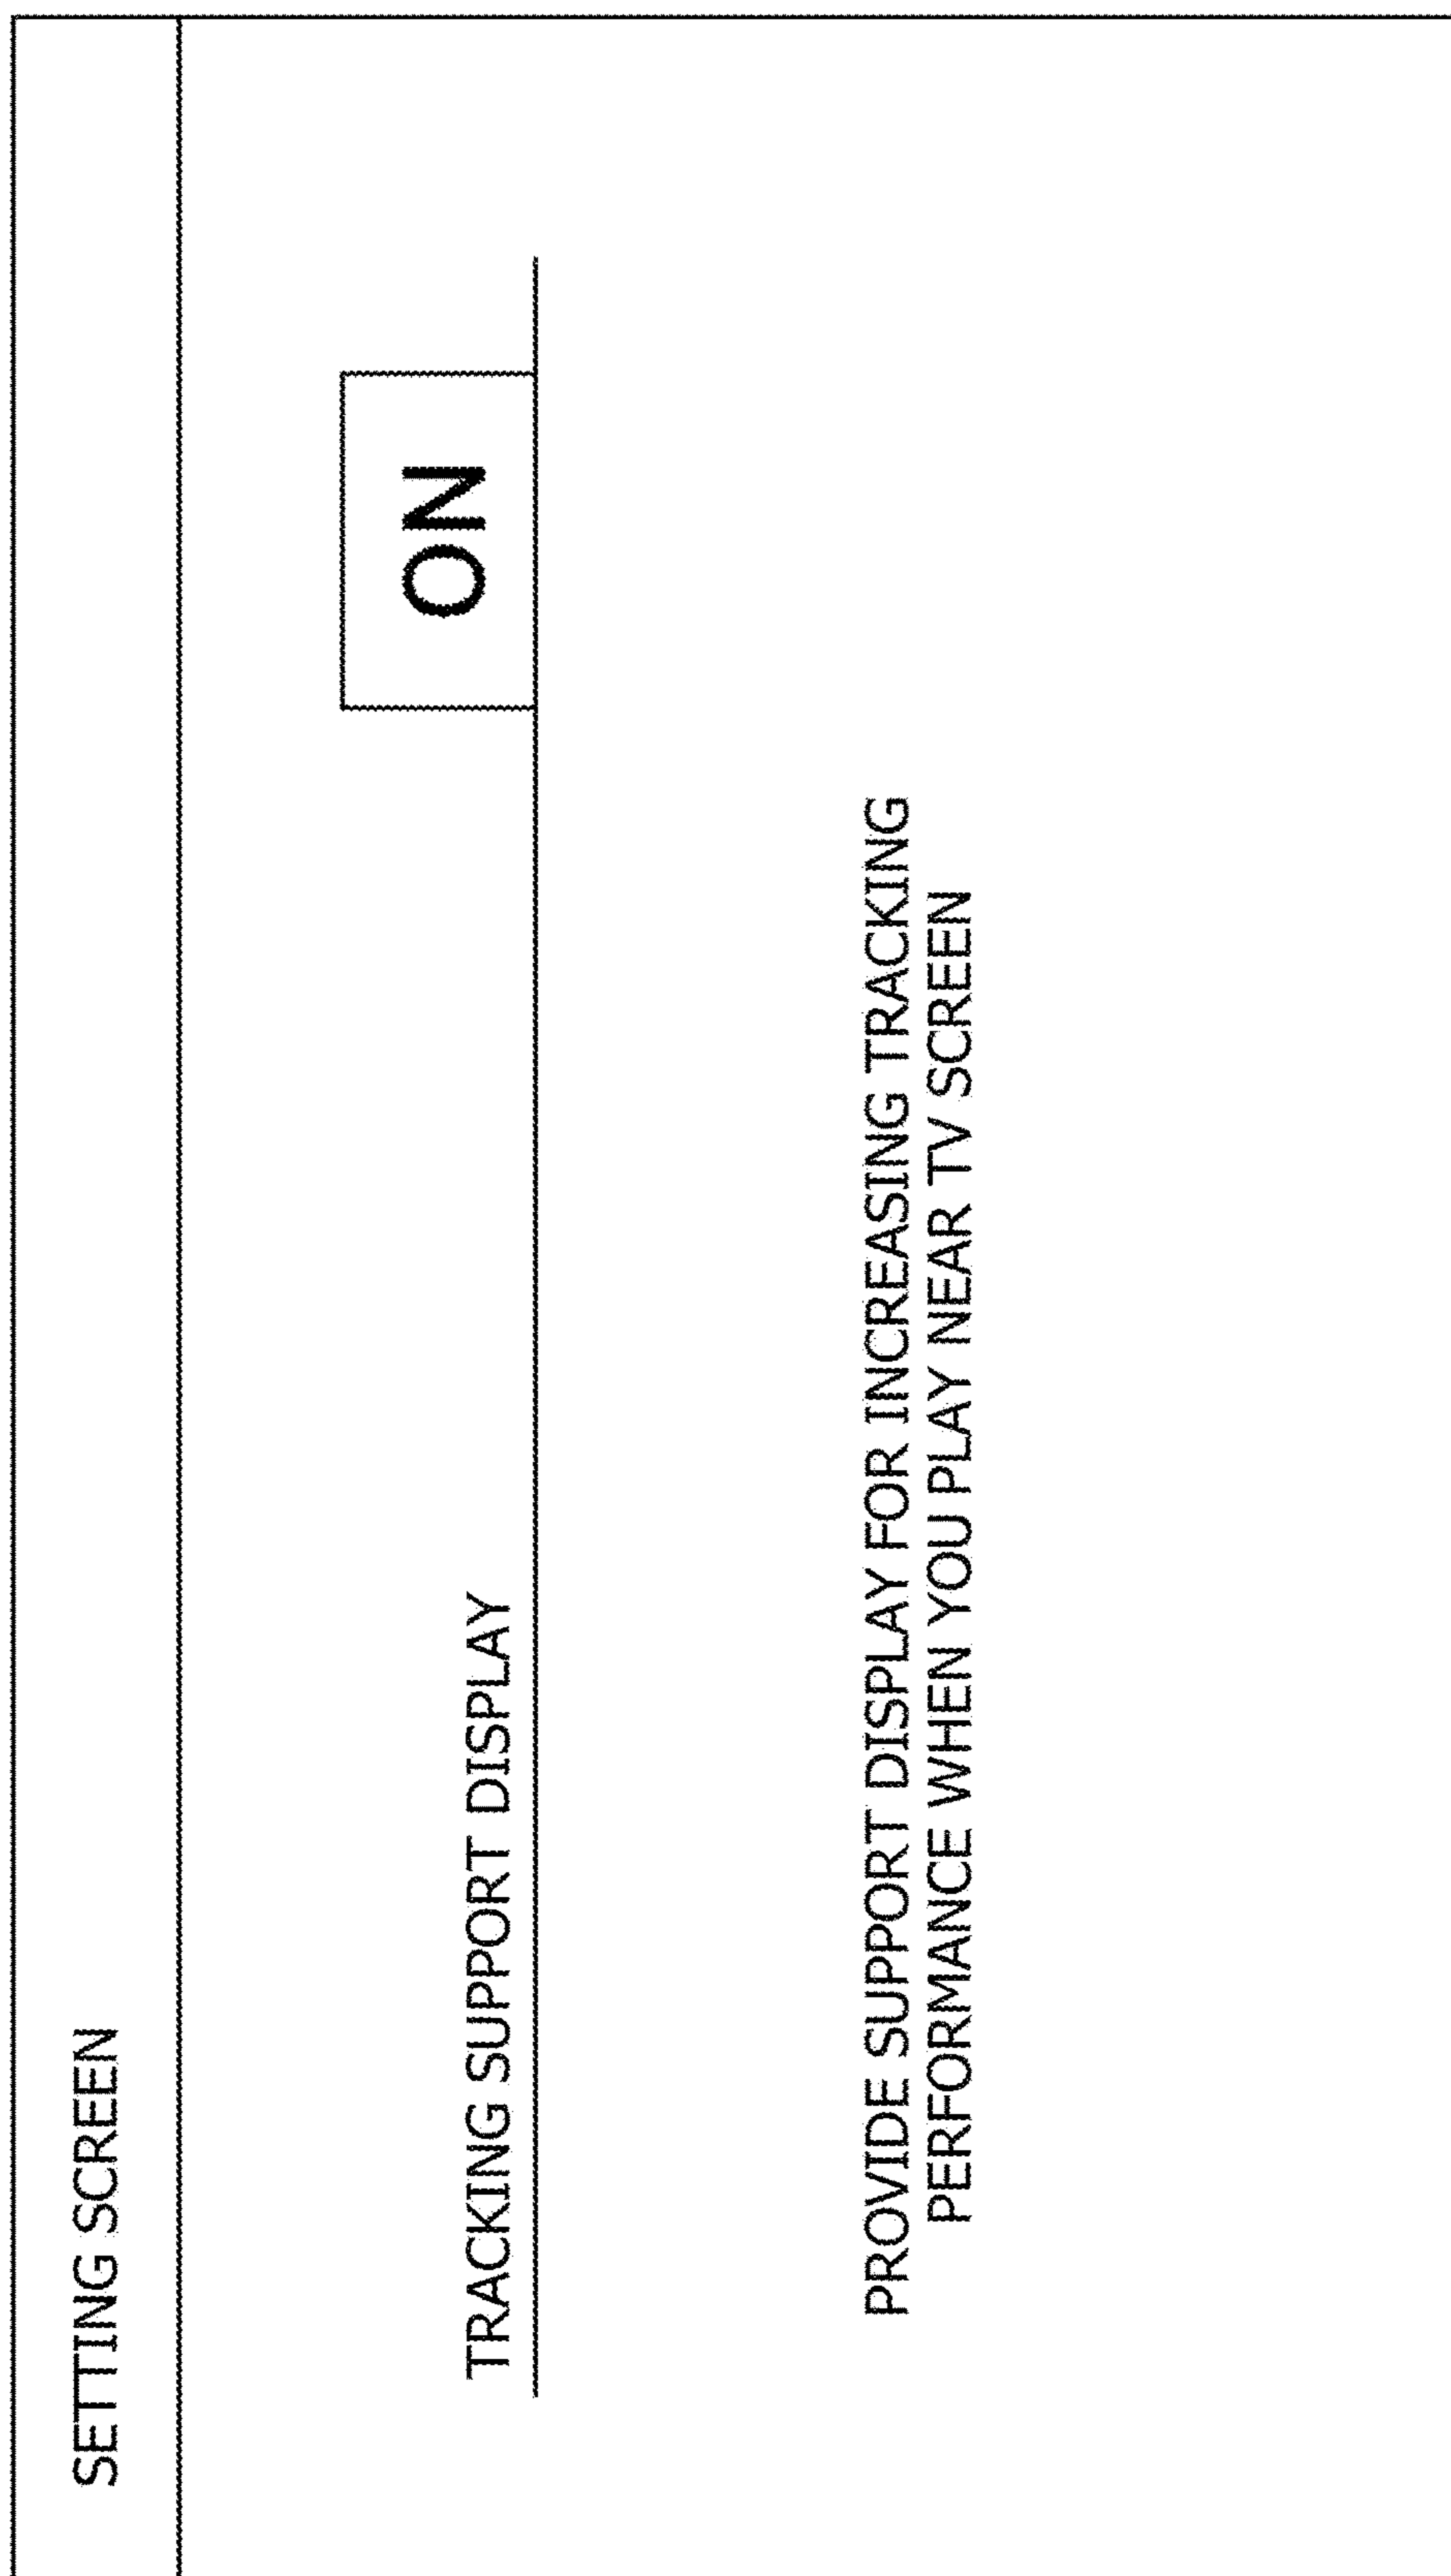 SETTING SCREEN
TRACKING SUPPORT DISPLAY
ON
PROVIDE SUPPORT DISPLAY FOR INCREASING TRACKING
PERFORMANCE WHEN YOU PLAY NEAR TV SCREEN